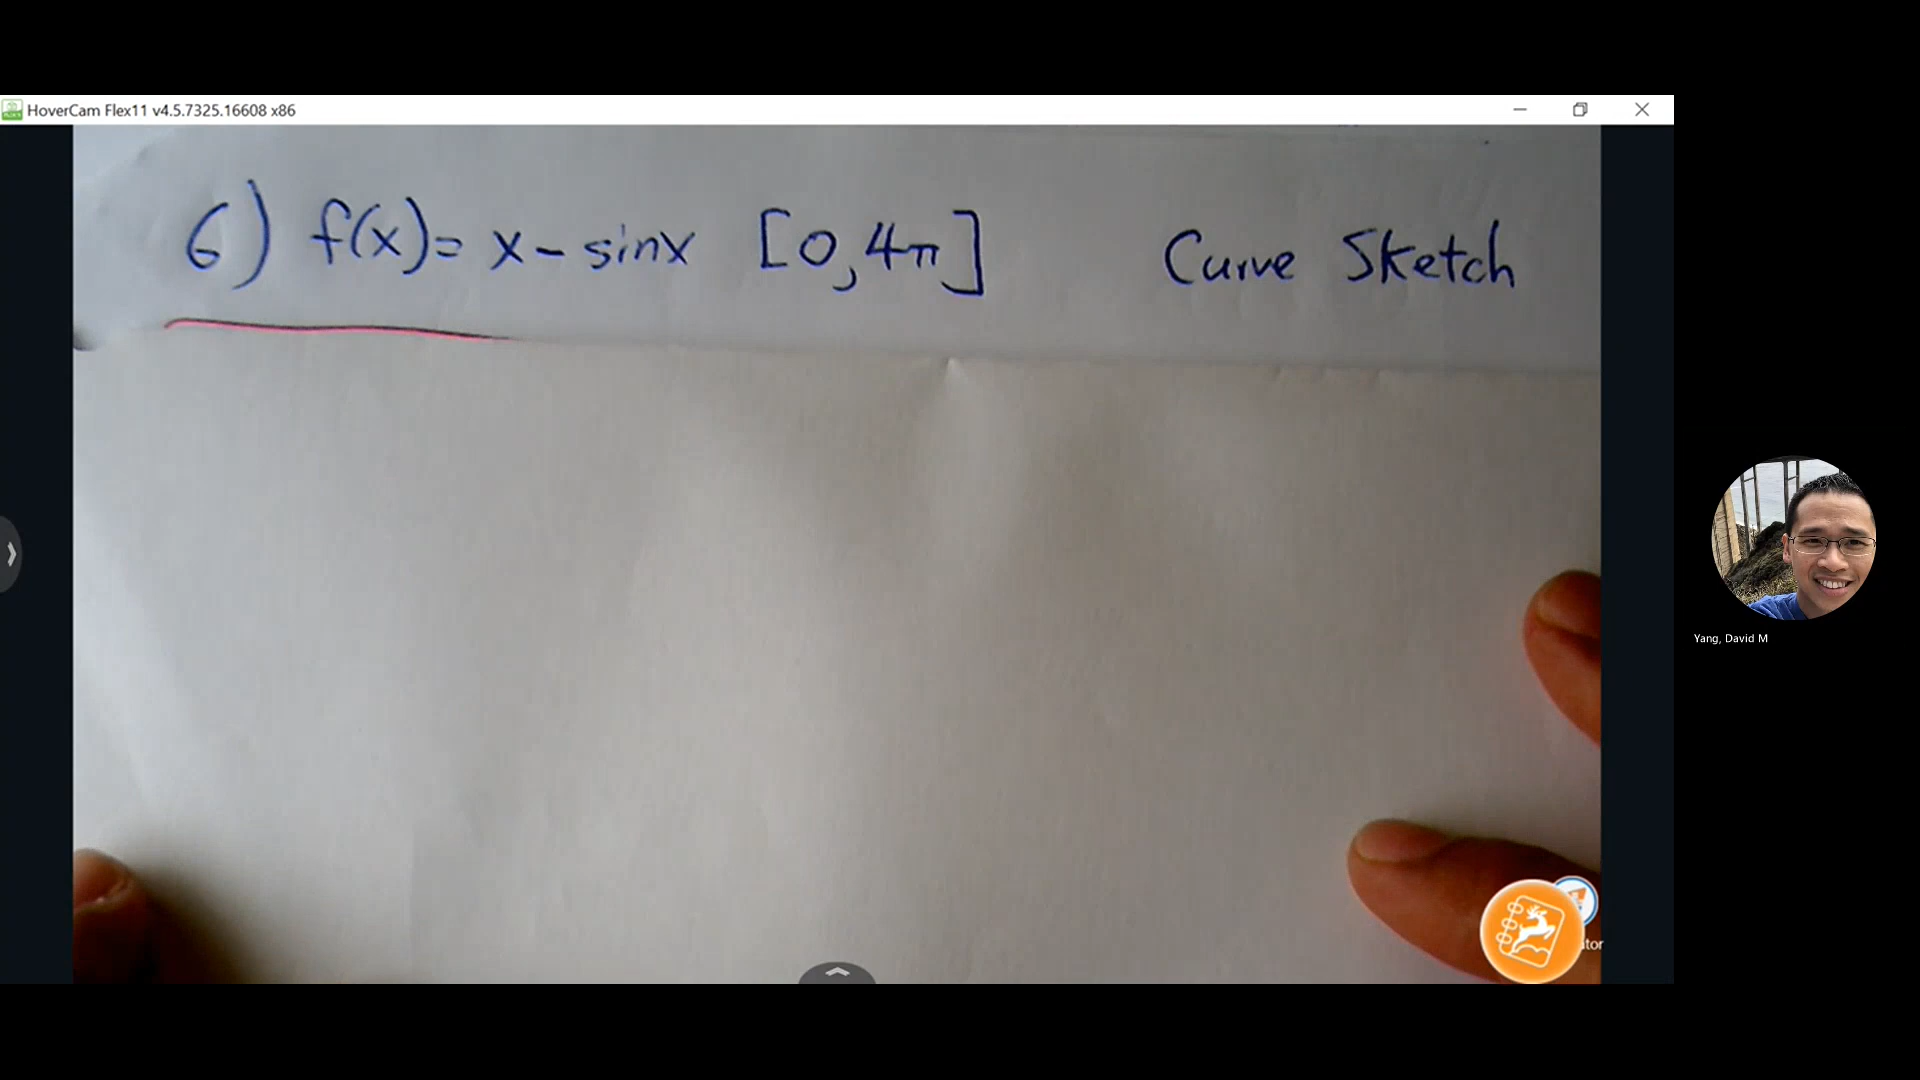 HoverCam Flex11 v4.5.7325.16608 x86
6) f(x)= x - sinx [0,4π] Curve Sketch
Yang, David M